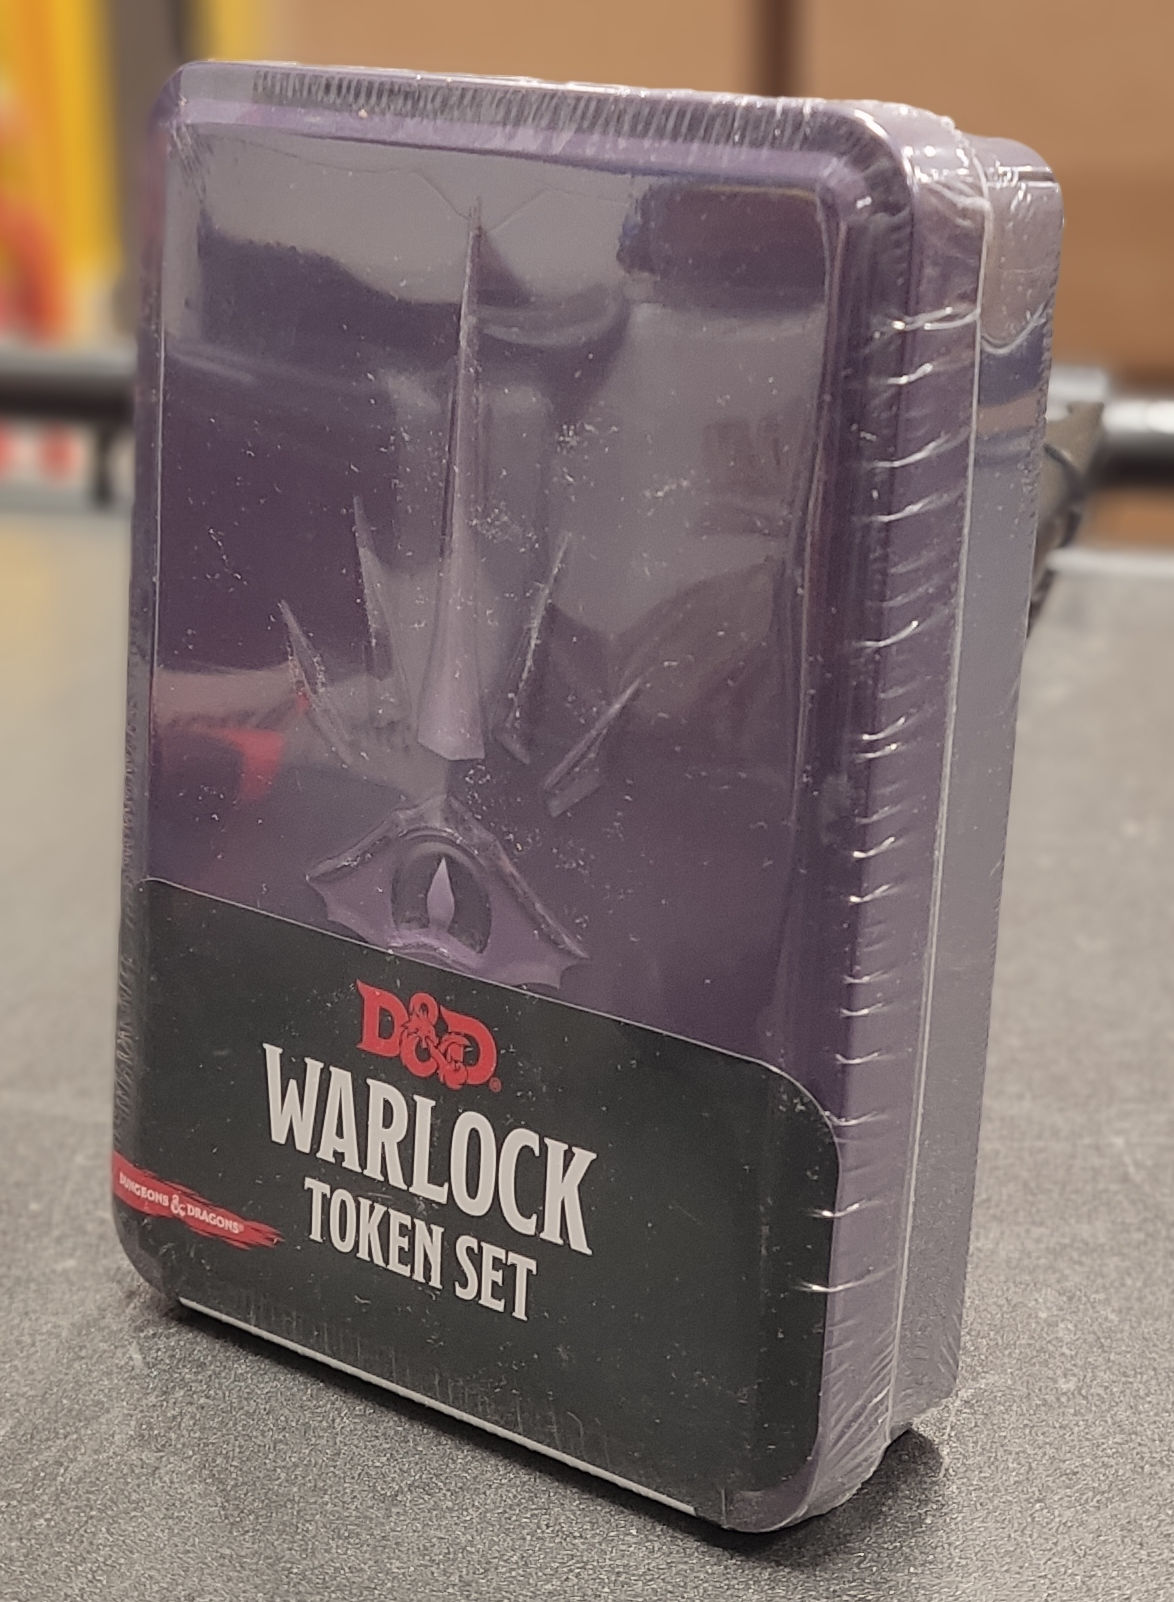 D&D®
WARLOCK
TOKEN SET
DUNGEONS & DRAGONS®